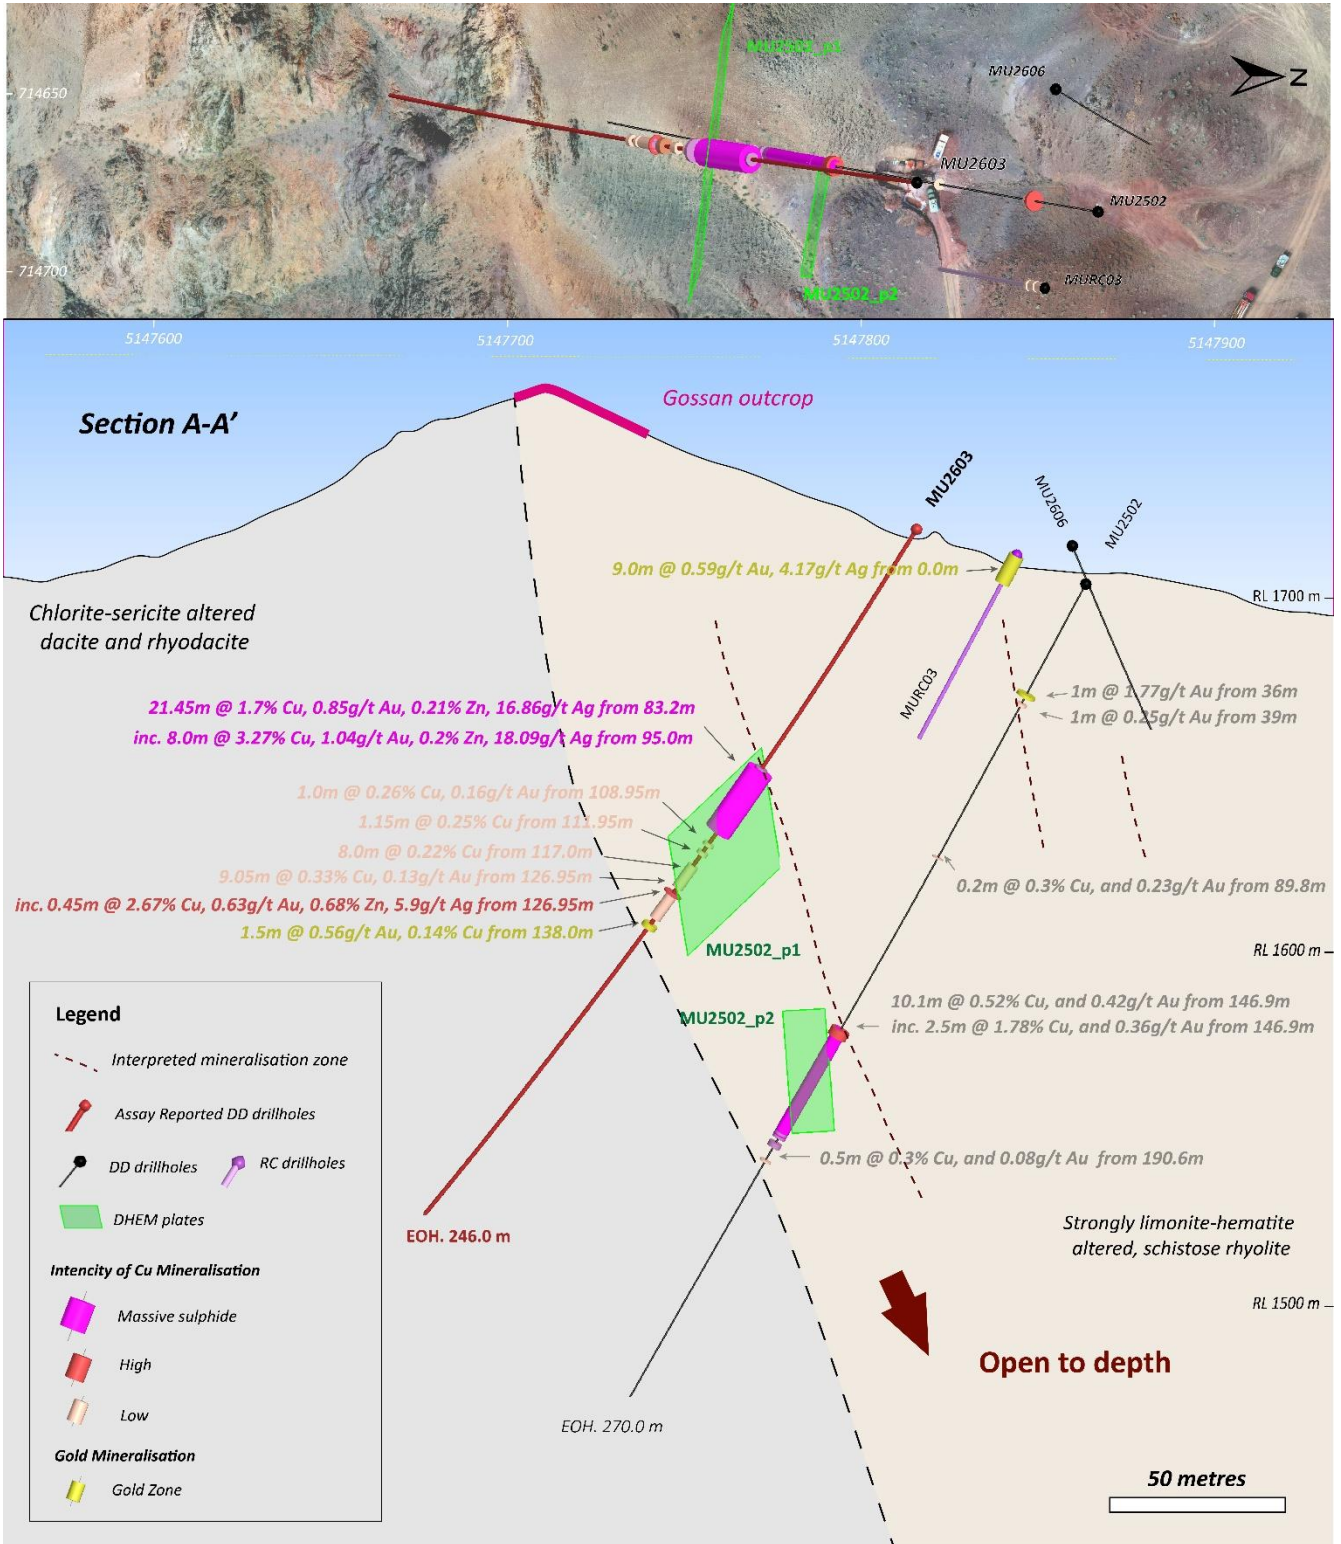 MU2502_p1
MU2606
N
714650
MU2603
MU2502
714700
MU2502_p2
MURC03
5147600
5147700
5147800
5147900
Section A-A’
Gossan outcrop
MU2603
MU2606
MU2502
9.0m @ 0.59g/t Au, 4.17g/t Ag from 0.0m
RL 1700 m
Chlorite-sericite altered
dacite and rhyodacite
MURC03
1m @ 1.77g/t Au from 36m
1m @ 0.25g/t Au from 39m
21.45m @ 1.7% Cu, 0.85g/t Au, 0.21% Zn, 16.86g/t Ag from 83.2m
inc. 8.0m @ 3.27% Cu, 1.04g/t Au, 0.2% Zn, 18.09g/t Ag from 95.0m
1.0m @ 0.26% Cu, 0.16g/t Au from 108.95m
1.15m @ 0.25% Cu from 111.95m
8.0m @ 0.22% Cu from 117.0m
9.05m @ 0.33% Cu, 0.13g/t Au from 126.95m
inc. 0.45m @ 2.67% Cu, 0.63g/t Au, 0.68% Zn, 5.9g/t Ag from 126.95m
1.5m @ 0.56g/t Au, 0.14% Cu from 138.0m
0.2m @ 0.3% Cu, and 0.23g/t Au from 89.8m
MU2502_p1
RL 1600 m
MU2502_p2
10.1m @ 0.52% Cu, and 0.42g/t Au from 146.9m
inc. 2.5m @ 1.78% Cu, and 0.36g/t Au from 146.9m
0.5m @ 0.3% Cu, and 0.08g/t Au from 190.6m
Legend
Interpreted mineralisation zone
Assay Reported DD drillholes
DD drillholes
RC drillholes
DHEM plates
Intencity of Cu Mineralisation
Massive sulphide
High
Low
Gold Mineralisation
Gold Zone
EOH. 246.0 m
Strongly limonite-hematite
altered, schistose rhyolite
RL 1500 m
Open to depth
EOH. 270.0 m
50 metres